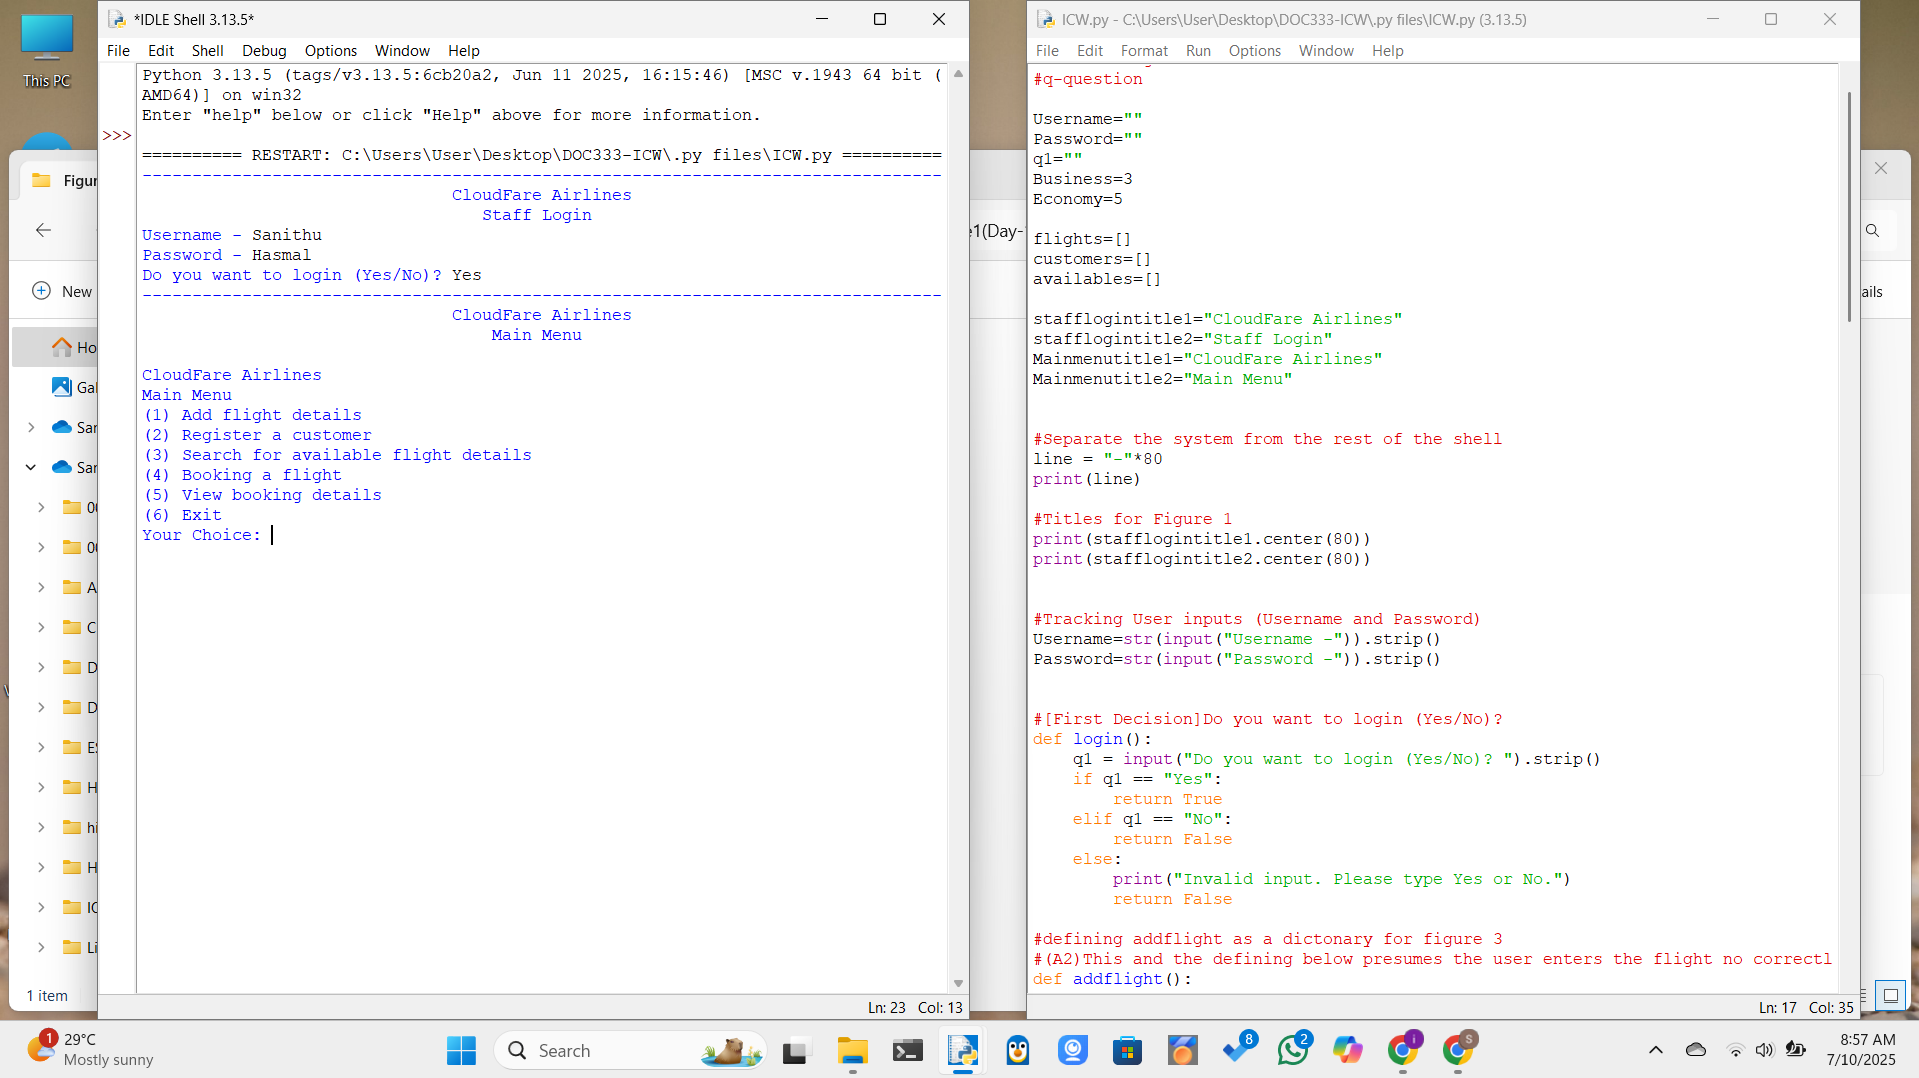 This PC
*IDLE Shell 3.13.5*
File Edit Shell Debug Options Window Help
Python 3.13.5 (tags/v3.13.5:6cb20a2, Jun 11 2025, 16:15:46) [MSC v.1943 64 bit (
AMD64)] on win32
Enter "help" below or click "Help" above for more information.
>>>
========== RESTART: C:\Users\User\Desktop\DOC333-ICW\.py files\ICW.py ==========
--------------------------------------------------------------------------------
CloudFare Airlines
Staff Login
Username - Sanithu
Password - Hasmal
Do you want to login (Yes/No)? Yes
--------------------------------------------------------------------------------
CloudFare Airlines
Main Menu
CloudFare Airlines
Main Menu
(1) Add flight details
(2) Register a customer
(3) Search for available flight details
(4) Booking a flight
(5) View booking details
(6) Exit
Your Choice:
Ln: 23 Col: 13
ICW.py - C:\Users\User\Desktop\DOC333-ICW\.py files\ICW.py (3.13.5)
File Edit Format Run Options Window Help
#q-question
Username=""
Password=""
q1=""
Business=3
Economy=5
flights=[]
customers=[]
availables=[]
stafflogintitle1="CloudFare Airlines"
stafflogintitle2="Staff Login"
Mainmenutitle1="CloudFare Airlines"
Mainmenutitle2="Main Menu"
#Separate the system from the rest of the shell
line = "-"*80
print(line)
#Titles for Figure 1
print(stafflogintitle1.center(80))
print(stafflogintitle2.center(80))
#Tracking User inputs (Username and Password)
Username=str(input("Username -")).strip()
Password=str(input("Password -")).strip()
#[First Decision]Do you want to login (Yes/No)?
def login():
    q1 = input("Do you want to login (Yes/No)? ").strip()
    if q1 == "Yes":
        return True
    elif q1 == "No":
        return False
    else:
        print("Invalid input. Please type Yes or No.")
        return False
#defining addflight as a dictonary for figure 3
#(A2)This and the defining below presumes the user enters the flight no correctl
def addflight():
Ln: 17 Col: 35
Figur
e1(Day-
New
ails
Ho
Gal
Sar
Sar
00
00
A
C
D
D
ES
H
hi
H
IC
Li
1 item
1
29°C
Mostly sunny
Search
8
2
i
S
8:57 AM
7/10/2025